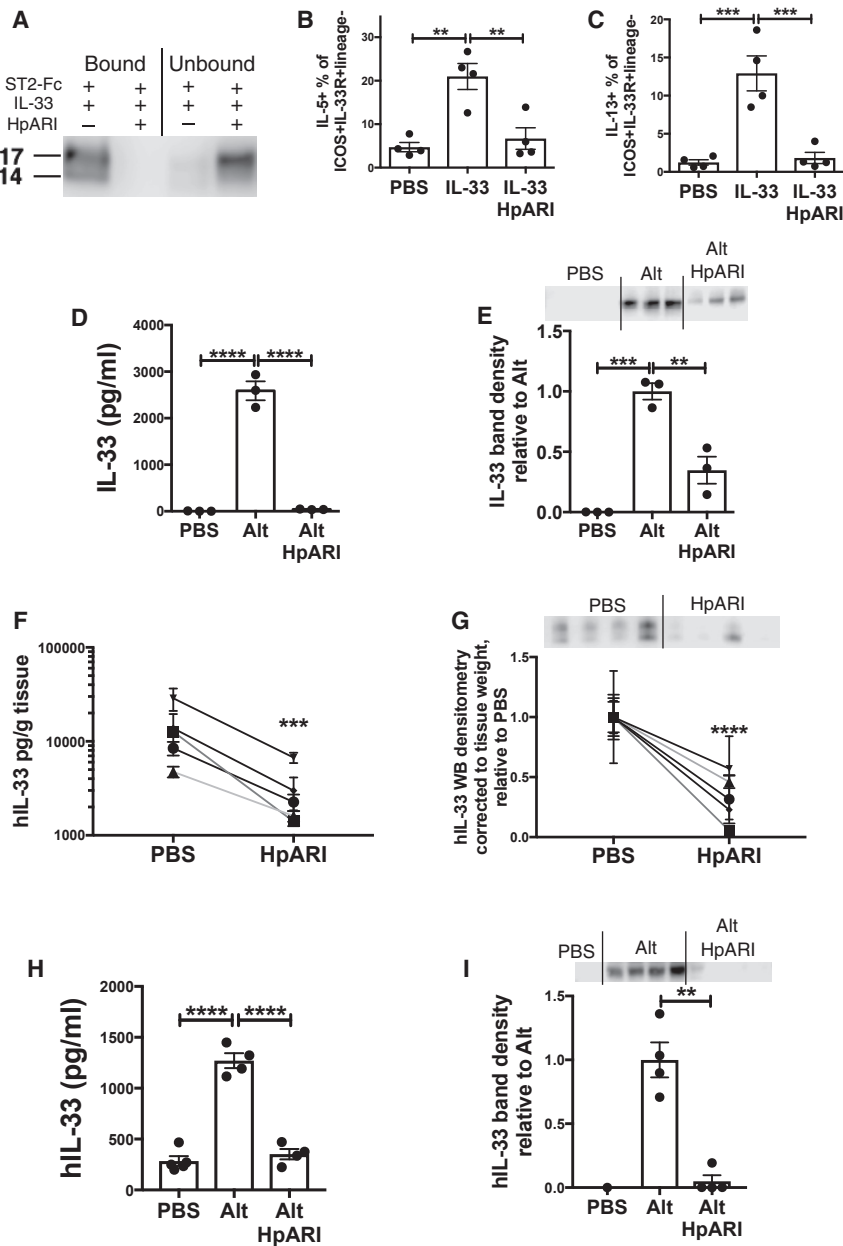 A
Bound Unbound
ST2-Fc + + + +
IL-33 + + + +
HpARI – + – +
17
14
B
IL-5+ % of
ICOS+IL-33R+lineage-
30
20
10
0
** **
PBS IL-33 IL-33
HpARI
C
IL-13+ % of
ICOS+IL-33R+lineage-
20
15
10
5
0
*** ***
PBS IL-33 IL-33
HpARI
D
IL-33 (pg/ml)
4000
3000
2000
1000
0
**** ****
PBS Alt Alt
HpARI
PBS Alt Alt
HpARI
E
IL-33 band density
relative to Alt
1.5
1.0
0.5
0.0
*** **
PBS Alt Alt
HpARI
F
hIL-33 pg/g tissue
100000
10000
1000
***
PBS HpARI
PBS HpARI
G
hIL-33 WB densitometry
corrected to tissue weight,
relative to PBS
1.5
1.0
0.5
0.0
****
PBS HpARI
H
hIL-33 (pg/ml)
2000
1500
1000
500
0
**** ****
PBS Alt Alt
HpARI
PBS Alt Alt
HpARI
I
hIL-33 band density
relative to Alt
1.5
1.0
0.5
0.0
**
PBS Alt Alt
HpARI